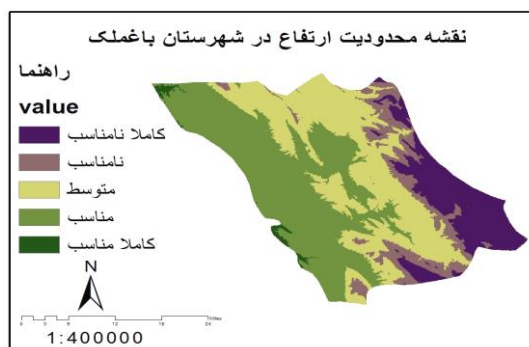 نقشه محدودیت ارتفاع در شهرستان باغملک
راهنما
value
کاملا نامناسب
نامناسب
متوسط
مناسب
کاملا مناسب
N
1:400000